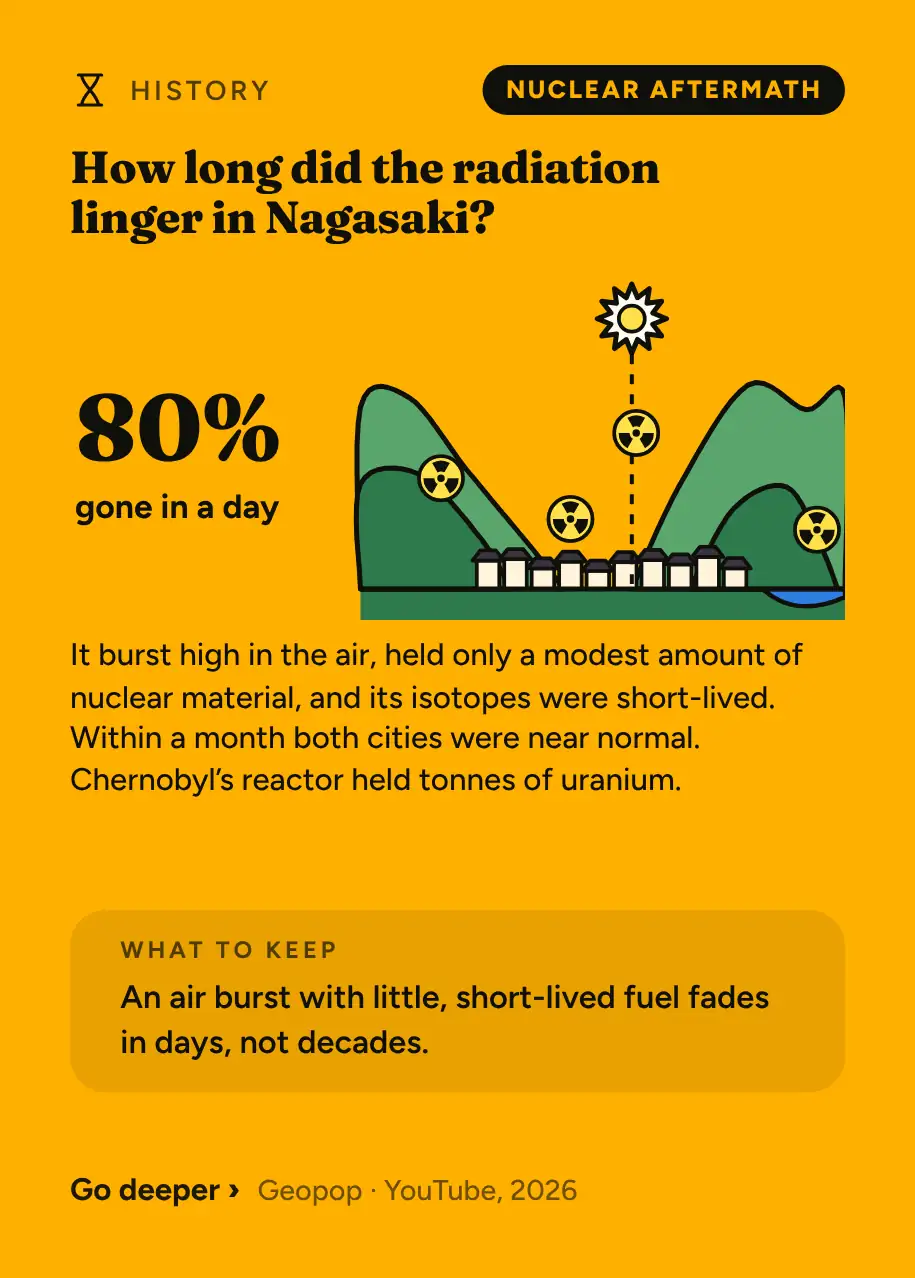 HISTORY
NUCLEAR AFTERMATH
How long did the radiation
linger in Nagasaki?
80%
gone in a day
It burst high in the air, held only a modest amount of
nuclear material, and its isotopes were short-lived.
Within a month both cities were near normal.
Chernobyl’s reactor held tonnes of uranium.
WHAT TO KEEP
An air burst with little, short-lived fuel fades
in days, not decades.
Go deeper › Geopop · YouTube, 2026